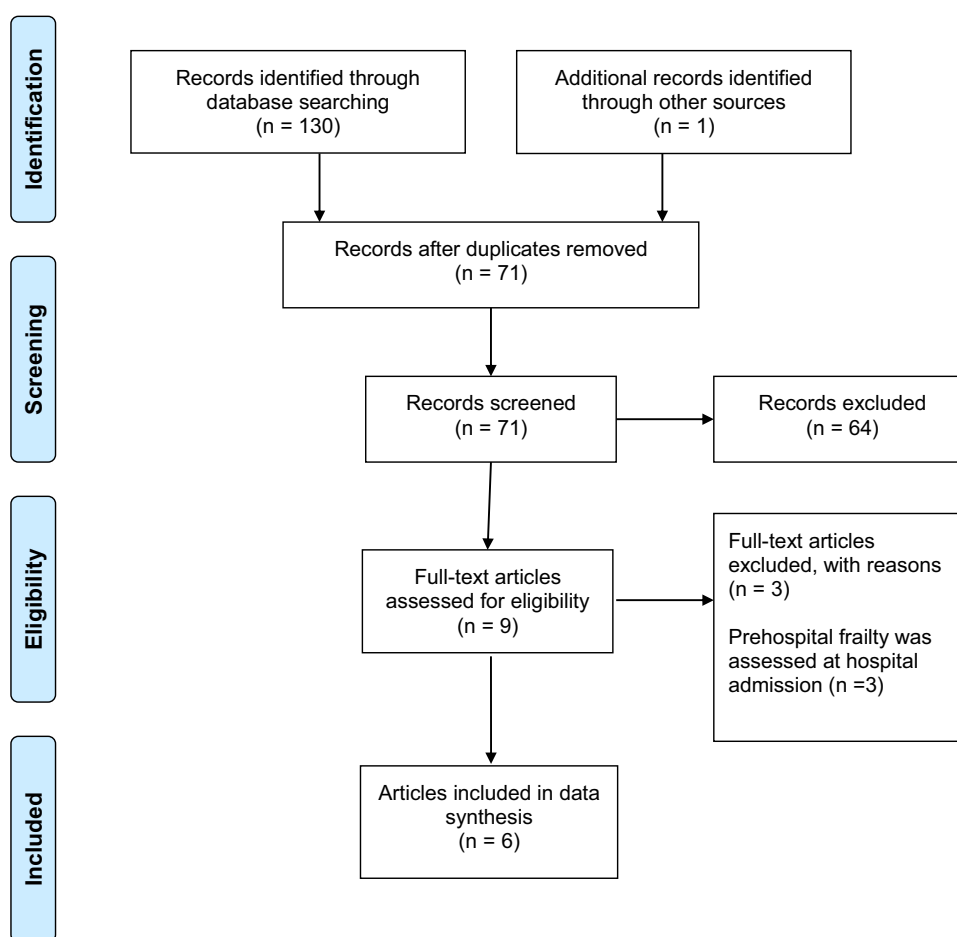 Identification
Records identified through
database searching
(n = 130)
Additional records identified
through other sources
(n = 1)
Records after duplicates removed
(n = 71)
Screening
Records screened
(n = 71)
Records excluded
(n = 64)
Eligibility
Full-text articles
assessed for eligibility
(n = 9)
Full-text articles
excluded, with reasons
(n = 3)
Prehospital frailty was
assessed at hospital
admission (n =3)
Included
Articles included in data
synthesis
(n = 6)